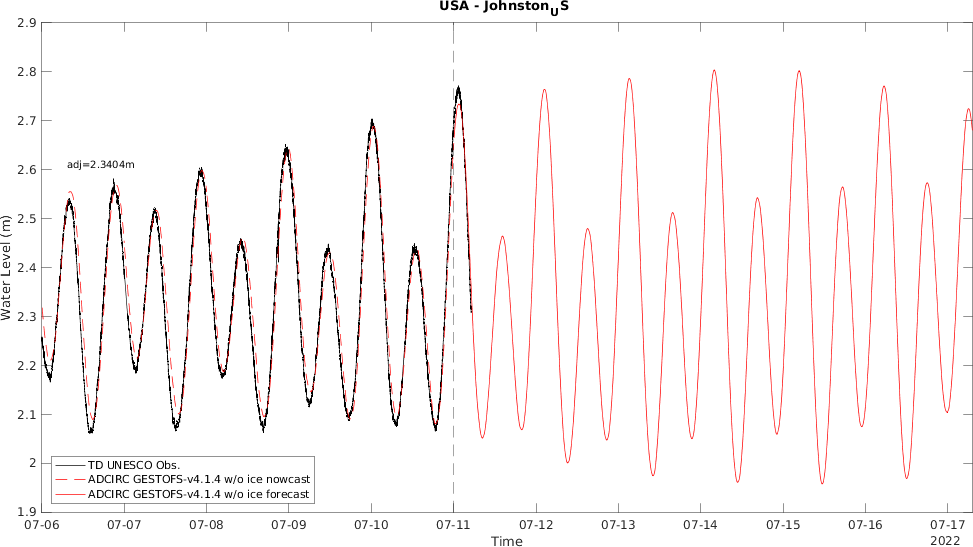 USA - Johnston_US
2.9
2.8
2.7
2.6
2.5
2.4
2.3
2.2
2.1
2
1.9
Water Level (m)
adj=2.3404m
TD UNESCO Obs.
ADCIRC GESTOFS-v4.1.4 w/o ice nowcast
ADCIRC GESTOFS-v4.1.4 w/o ice forecast
07-06 07-07 07-08 07-09 07-10 07-11 07-12 07-13 07-14 07-15 07-16 07-17
Time
2022